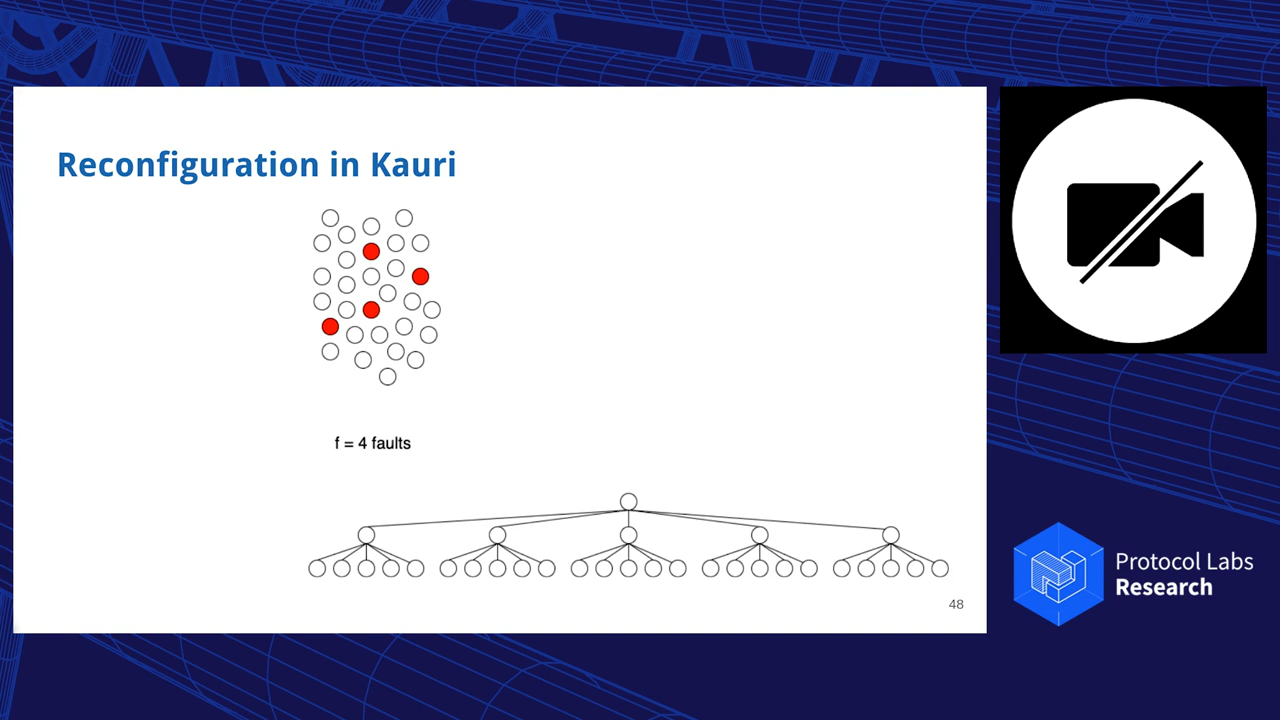 Reconfiguration in Kauri
f = 4 faults
48
Protocol Labs
Research